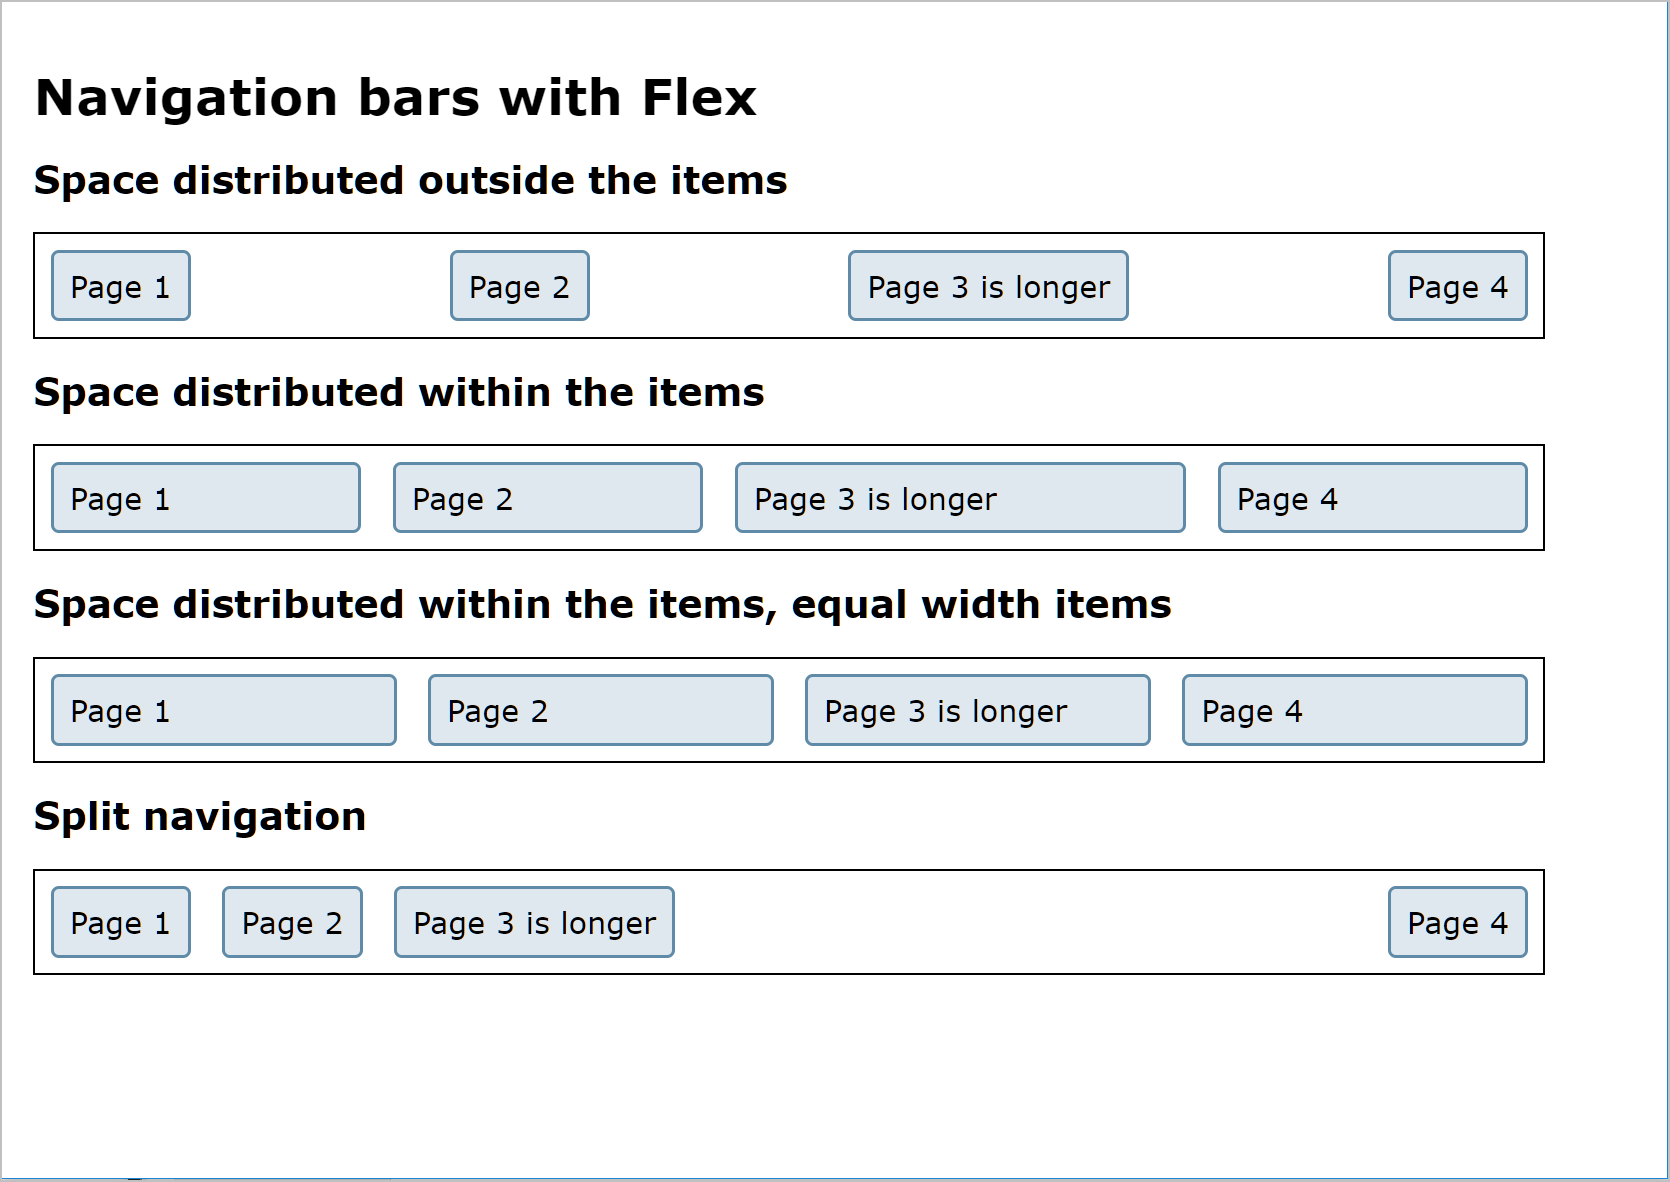 Navigation bars with Flex
Space distributed outside the items
Page 1 Page 2 Page 3 is longer Page 4
Space distributed within the items
Page 1 Page 2 Page 3 is longer Page 4
Space distributed within the items, equal width items
Page 1 Page 2 Page 3 is longer Page 4
Split navigation
Page 1 Page 2 Page 3 is longer Page 4